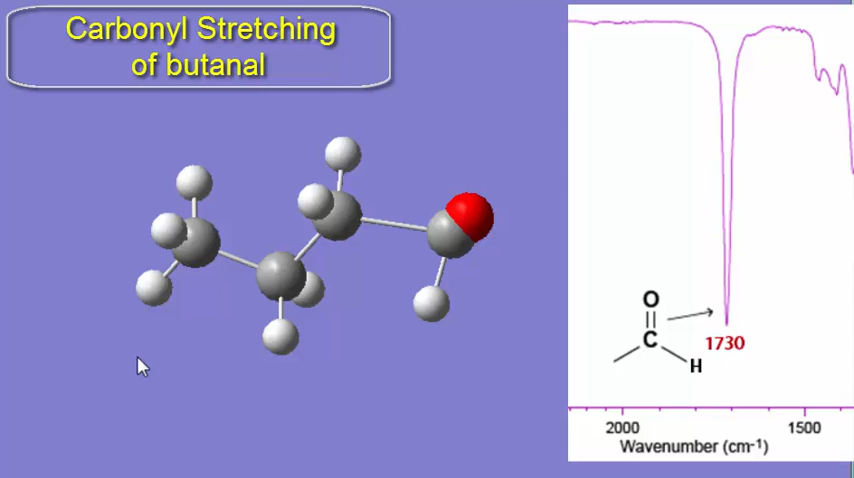 Carbonyl Stretching
of butanal
O
C
H
1730
2000 1500
Wavenumber (cm-1)